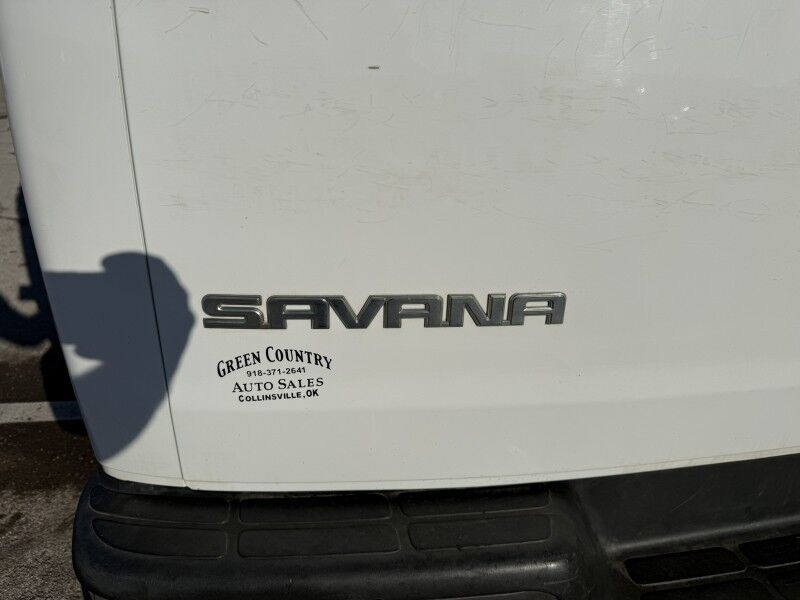 SAVANA
GREEN COUNTRY
918-371-2641
AUTO SALES
COLLINSVILLE, OK